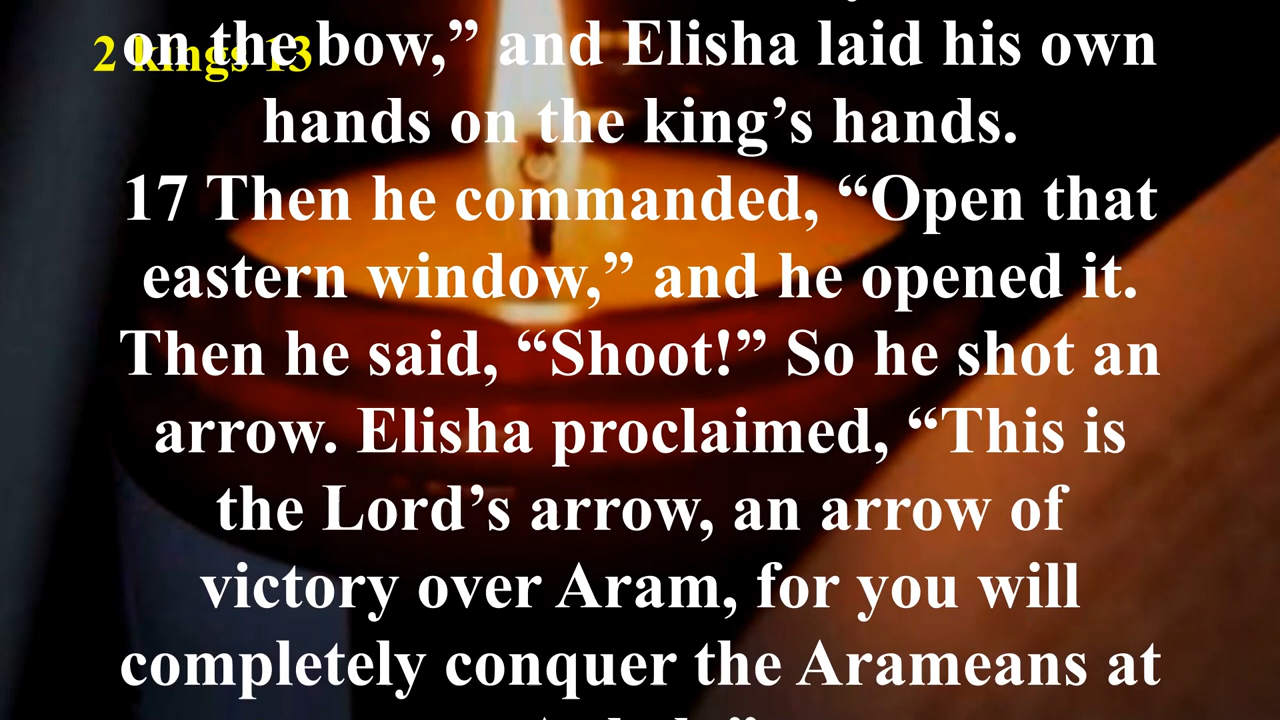 2 kings 13
on the bow,” and Elisha laid his own
hands on the king’s hands.
17 Then he commanded, “Open that
eastern window,” and he opened it.
Then he said, “Shoot!” So he shot an
arrow. Elisha proclaimed, “This is
the Lord’s arrow, an arrow of
victory over Aram, for you will
completely conquer the Arameans at